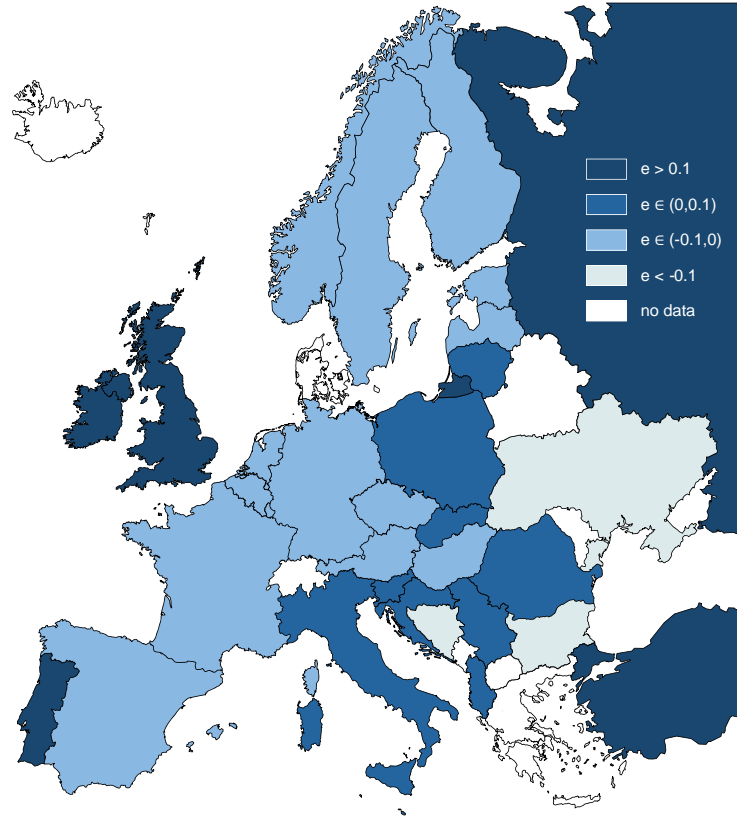 e > 0.1
e ∈ (0,0.1)
e ∈ (-0.1,0)
e < -0.1
no data